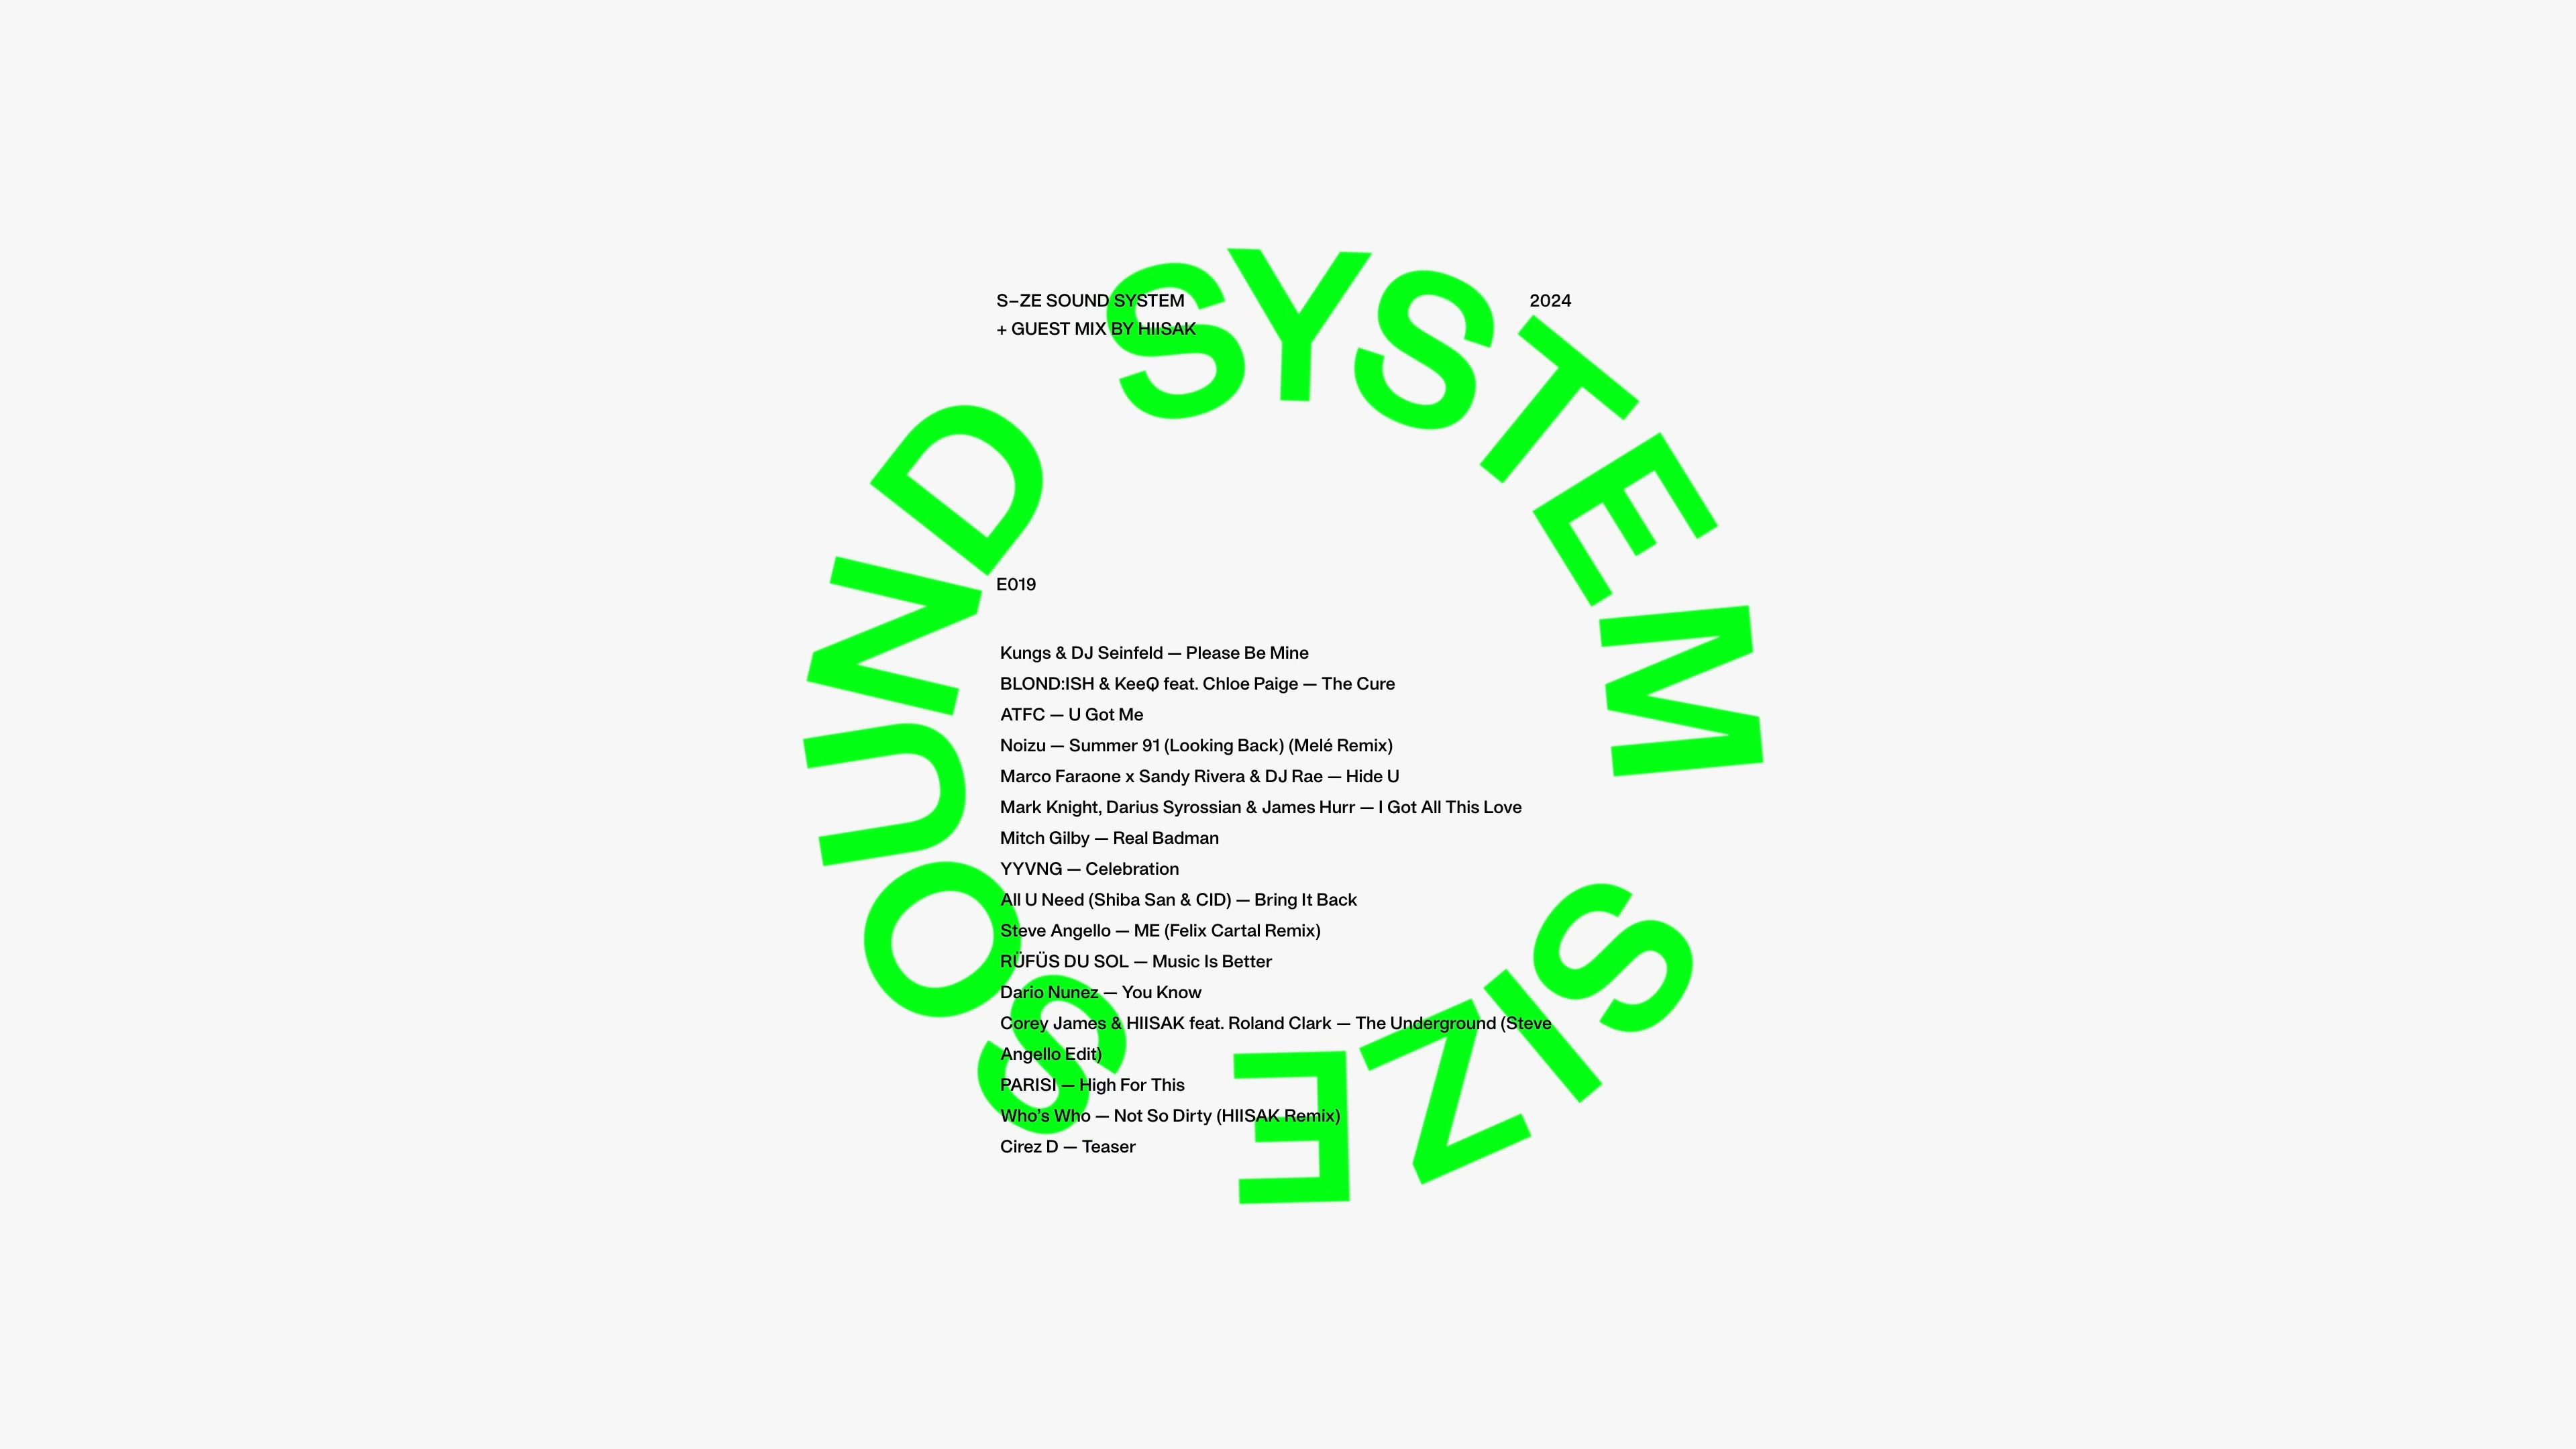 S–ZE SOUND SYSTEM
+ GUEST MIX BY HIISAK
2024
SIZE SOUND SYSTEM
E019
Kungs & DJ Seinfeld — Please Be Mine
BLOND:ISH & KeeQ feat. Chloe Paige — The Cure
ATFC — U Got Me
Noizu — Summer 91 (Looking Back) (Melé Remix)
Marco Faraone x Sandy Rivera & DJ Rae — Hide U
Mark Knight, Darius Syrossian & James Hurr — I Got All This Love
Mitch Gilby — Real Badman
YYVNG — Celebration
All U Need (Shiba San & CID) — Bring It Back
Steve Angello — ME (Felix Cartal Remix)
RÜFÜS DU SOL — Music Is Better
Dario Nunez — You Know
Corey James & HIISAK feat. Roland Clark — The Underground (Steve
Angello Edit)
PARISI — High For This
Who's Who — Not So Dirty (HIISAK Remix)
Cirez D — Teaser